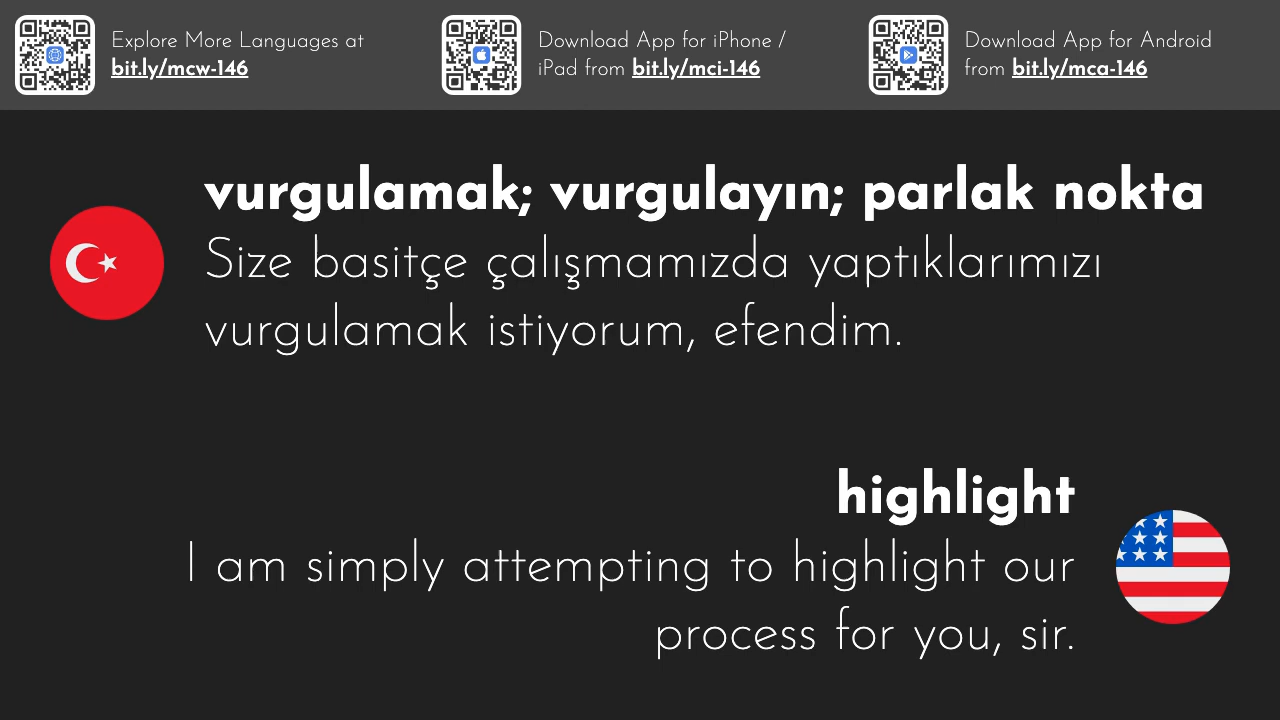 Explore More Languages at
bit.ly/mcw-146
Download App for iPhone /
iPad from bit.ly/mci-146
Download App for Android
from bit.ly/mca-146
vurgulamak; vurgulayın; parlak nokta
Size basitçe çalışmamızda yaptıklarımızı
vurgulamak istiyorum, efendim.
highlight
I am simply attempting to highlight our
process for you, sir.